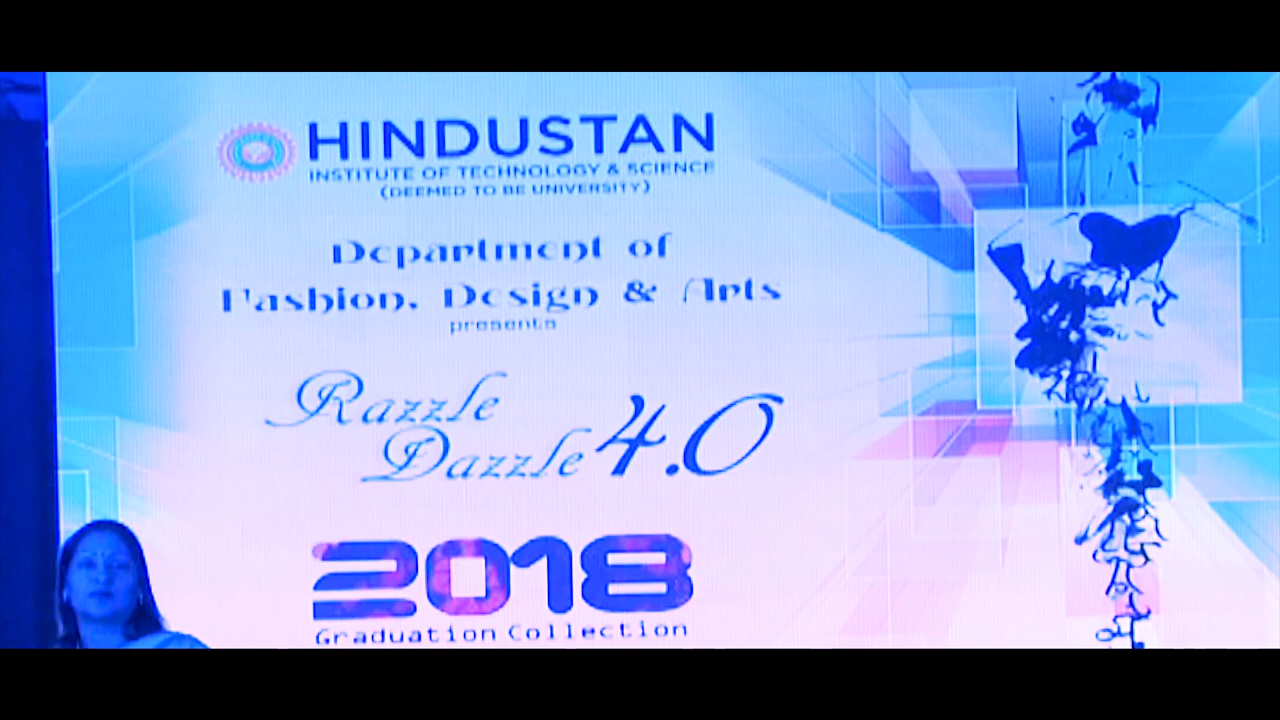 HINDUSTAN
INSTITUTE OF TECHNOLOGY & SCIENCE
(DEEMED TO BE UNIVERSITY)
Department of
Fashion, Design & Arts
presents
Razzle
Dazzle 4.0
2018
Graduation Collection